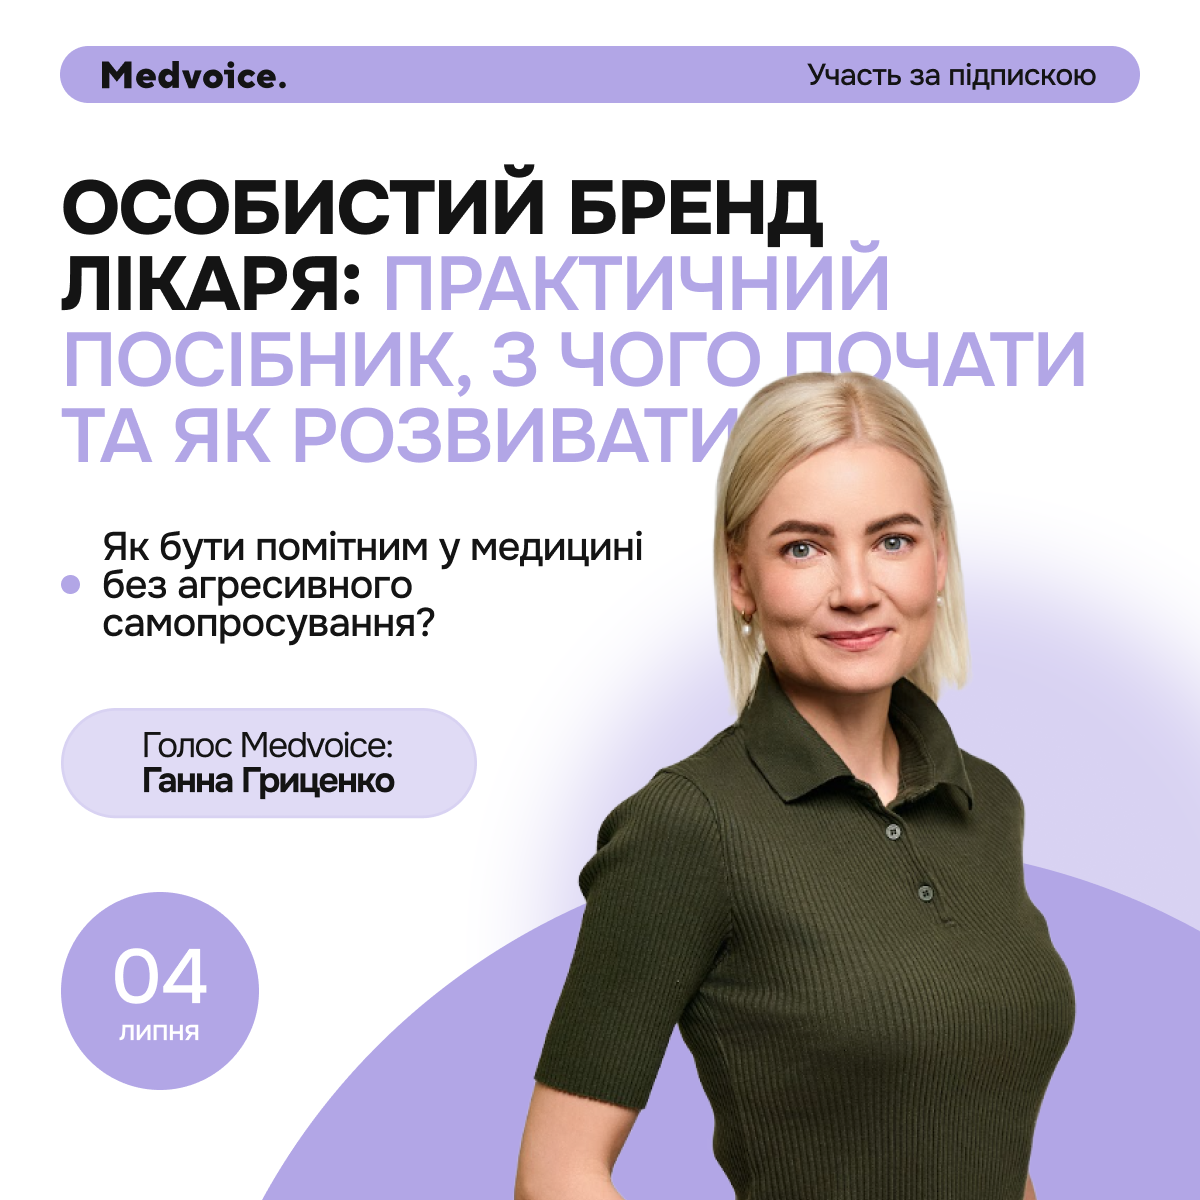 Medvoice.
Участь за підпискою
ОСОБИСТИЙ БРЕНД
ЛІКАРЯ: ПРАКТИЧНИЙ
ПОСІБНИК, З ЧОГО ПОЧАТИ
ТА ЯК РОЗВИВАТИ
Як бути помітним у медицині
без агресивного
самопросування?
Голос Medvoice:
Ганна Гриценко
04
липня